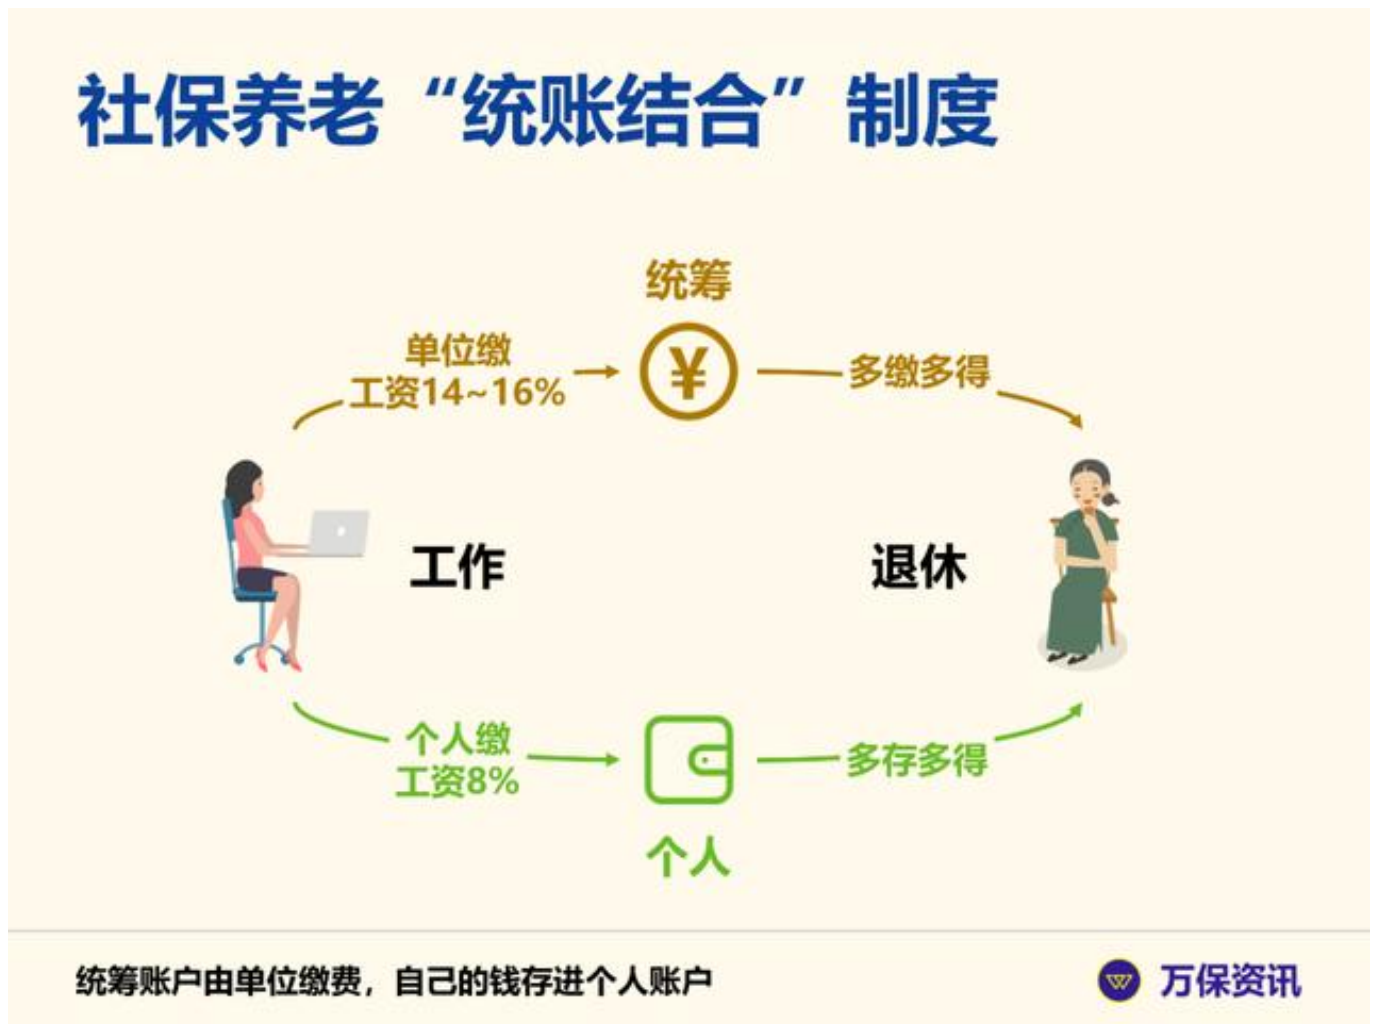 社保养老“统账结合”制度
统筹
单位缴
工资14~16%
¥
多缴多得
工作
退休
个人缴
工资8%
多存多得
个人
统筹账户由单位缴费，自己的钱存进个人账户
万保资讯